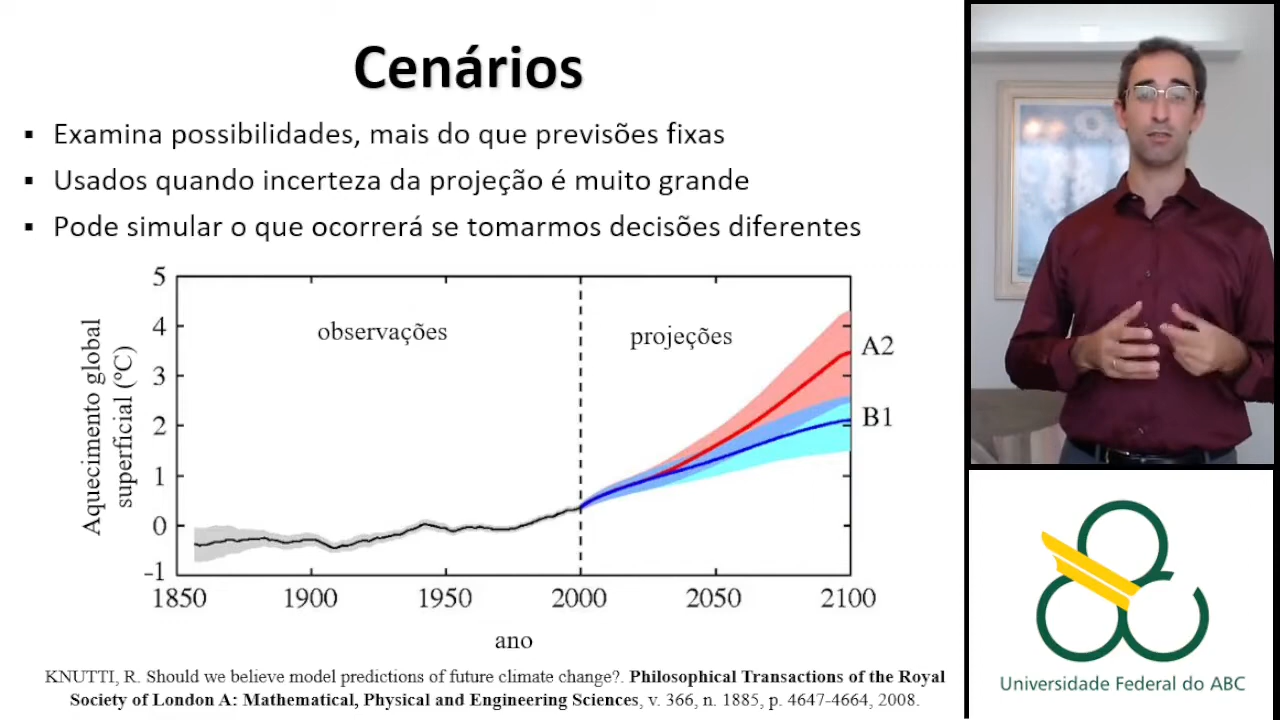 Cenários
▪ Examina possibilidades, mais do que previsões fixas
▪ Usados quando incerteza da projeção é muito grande
▪ Pode simular o que ocorrerá se tomarmos decisões diferentes
Aquecimento global
superficial (°C)
5
4
3
2
1
0
-1
observações
projeções
A2
B1
1850 1900 1950 2000 2050 2100
ano
KNUTTI, R. Should we believe model predictions of future climate change?. Philosophical Transactions of the Royal
Society of London A: Mathematical, Physical and Engineering Sciences, v. 366, n. 1885, p. 4647-4664, 2008.
Universidade Federal do ABC